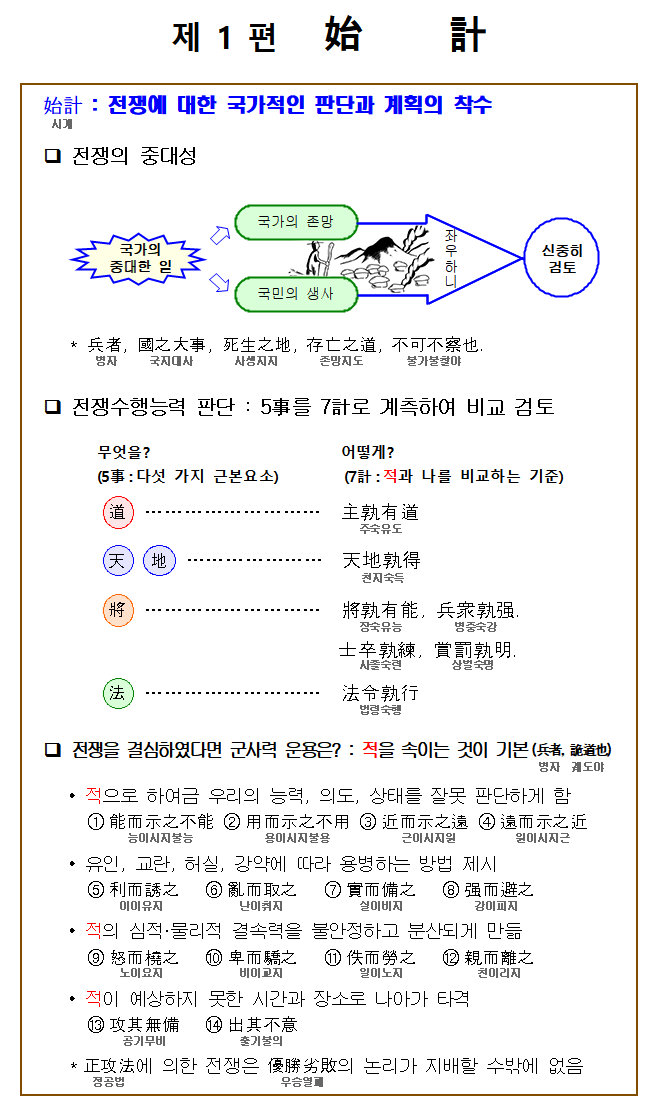 제 1 편 始 計
始計 : 전쟁에 대한 국가적인 판단과 계획의 착수
시계
❑ 전쟁의 중대성
국가의
중대한 일
국가의 존망
국민의 생사
좌우하니
신중히
검토
* 兵者, 國之大事, 死生之地, 存亡之道, 不可不察也.
병자 국지대사 사생지지 존망지도 불가불찰야
❑ 전쟁수행능력 판단 : 5事를 7計로 계측하여 비교 검토
무엇을? 어떻게?
(5事 : 다섯 가지 근본요소) (7計 : 적과 나를 비교하는 기준)
道 ························ 主孰有道
주숙유도
天 地 ·················· 天地孰得
천지숙득
將 ························ 將孰有能, 兵衆孰强.
장숙유능 병중숙강
士卒孰練, 賞罰孰明.
사졸숙련 상벌숙명
法 ························ 法令孰行
법령숙행
❑ 전쟁을 결심하였다면 군사력 운용은? : 적을 속이는 것이 기본 (兵者, 詭道也)
병자 궤도야
• 적으로 하여금 우리의 능력, 의도, 상태를 잘못 판단하게 함
① 能而示之不能 ② 用而示之不用 ③ 近而示之遠 ④ 遠而示之近
능이시지불능 용이시지불용 근이시지원 원이시지근
• 유인, 교란, 허실, 강약에 따라 용병하는 방법 제시
⑤ 利而誘之 ⑥ 亂而取之 ⑦ 實而備之 ⑧ 强而避之
이이유지 난이취지 실이비지 강이피지
• 적의 심적·물리적 결속력을 불안정하고 분산되게 만듦
⑨ 怒而橈之 ⑩ 卑而驕之 ⑪ 佚而勞之 ⑫ 親而離之
노이요지 비이교지 일이노지 친이리지
• 적이 예상하지 못한 시간과 장소로 나아가 타격
⑬ 攻其無備 ⑭ 出其不意
공기무비 출기불의
* 正攻法에 의한 전쟁은 優勝劣敗의 논리가 지배할 수밖에 없음
정공법 우승열패